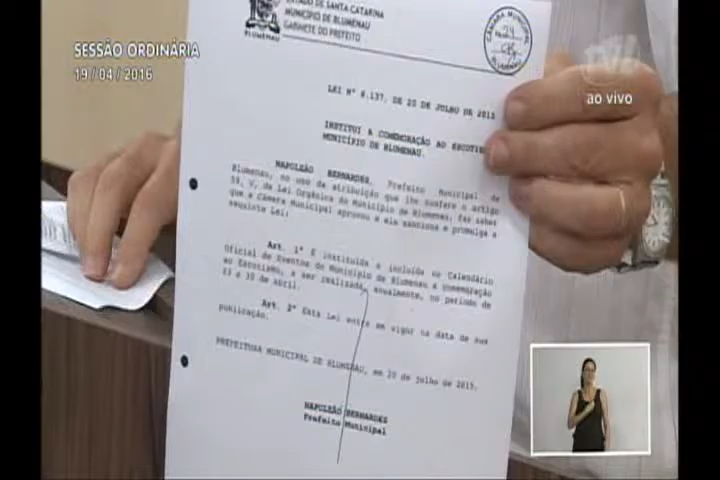 SESSÃO ORDINÁRIA
19/04/2016
ao vivo
ESTADO DE SANTA CATARINA
MUNICÍPIO DE BLUMENAU
GABINETE DO PREFEITO
BLUMENAU
CÂMARA MUNICIPAL
BLUMENAU
LEI Nº 8.137, DE 20 DE JULHO DE 2015
INSTITUI A COMEMORAÇÃO AO ESCOTIS
MUNICÍPIO DE BLUMENAU.
NAPOLEÃO BERNARDES, Prefeito Municipal de
Blumenau, no uso da atribuição que lhe confere o artigo
59, V, da Lei Orgânica do Município de Blumenau, faz saber
que a Câmara Municipal aprovou e ele sanciona e promulga a
seguinte Lei:
Art. 1º É instituída e incluída no Calendário
Oficial de Eventos do Município de Blumenau a comemoração
ao Escotismo, a ser realizada, anualmente, no período de
23 a 30 de abril.
Art. 2º Esta Lei entra em vigor na data de sua
publicação.
PREFEITURA MUNICIPAL DE BLUMENAU, em 20 de julho de 2015.
NAPOLEÃO BERNARDES
Prefeito Municipal